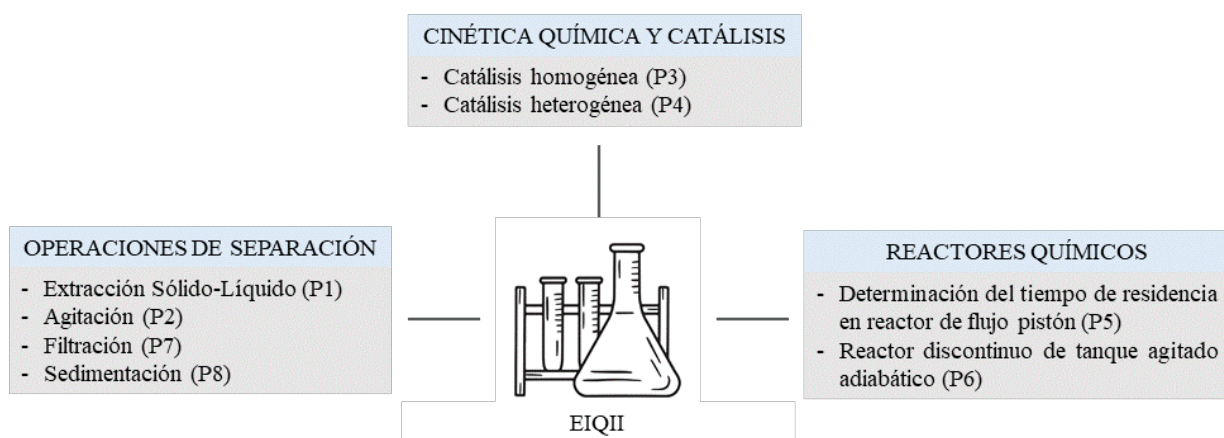 CINÉTICA QUÍMICA Y CATÁLISIS
- Catálisis homogénea (P3)
- Catálisis heterogénea (P4)
OPERACIONES DE SEPARACIÓN
- Extracción Sólido-Líquido (P1)
- Agitación (P2)
- Filtración (P7)
- Sedimentación (P8)
REACTORES QUÍMICOS
- Determinación del tiempo de residencia
en reactor de flujo pistón (P5)
- Reactor discontinuo de tanque agitado
adiabático (P6)
EIQII